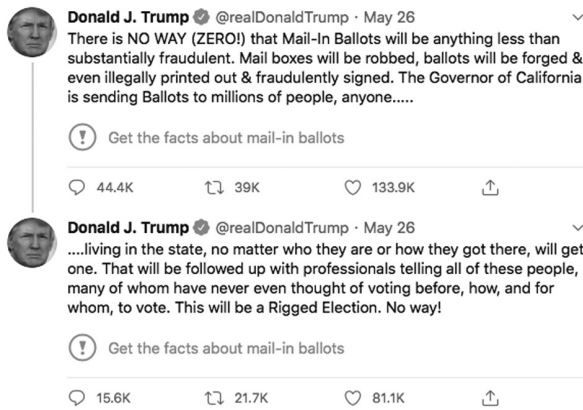 Donald J. Trump @realDonaldTrump · May 26
There is NO WAY (ZERO!) that Mail-In Ballots will be anything less than
substantially fraudulent. Mail boxes will be robbed, ballots will be forged &
even illegally printed out & fraudulently signed. The Governor of California
is sending Ballots to millions of people, anyone.....
Get the facts about mail-in ballots
44.4K 39K 133.9K
Donald J. Trump @realDonaldTrump · May 26
....living in the state, no matter who they are or how they got there, will get
one. That will be followed up with professionals telling all of these people,
many of whom have never even thought of voting before, how, and for
whom, to vote. This will be a Rigged Election. No way!
Get the facts about mail-in ballots
15.6K 21.7K 81.1K